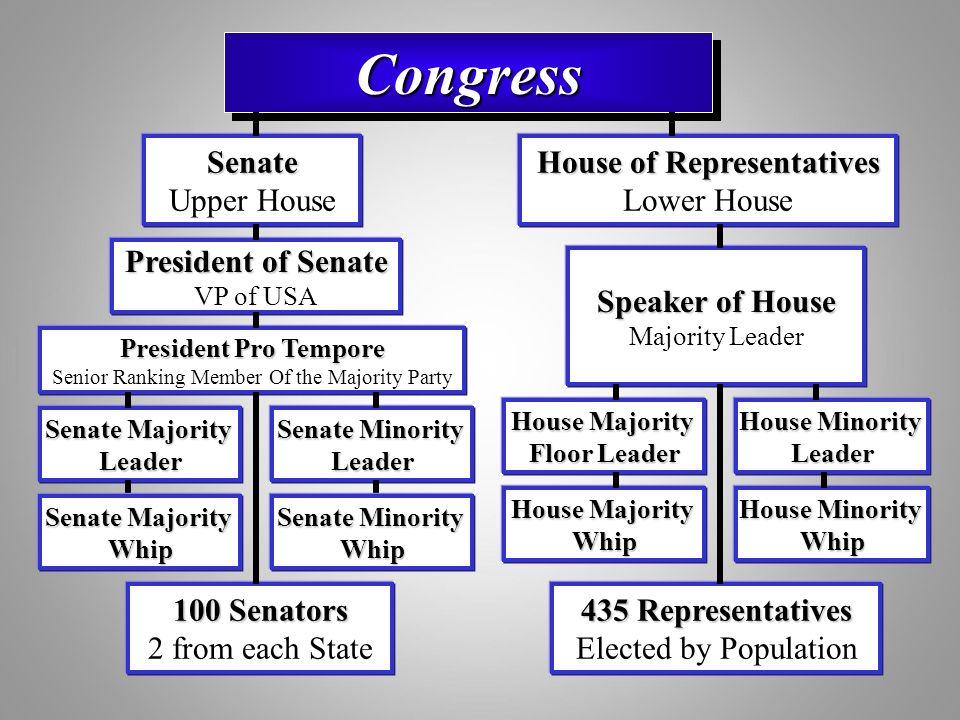 Congress
Senate
Upper House
President of Senate
VP of USA
President Pro Tempore
Senior Ranking Member Of the Majority Party
Senate Majority
Leader
Senate Minority
Leader
Senate Majority
Whip
Senate Minority
Whip
100 Senators
2 from each State
House of Representatives
Lower House
Speaker of House
Majority Leader
House Majority
Floor Leader
House Minority
Leader
House Majority
Whip
House Minority
Whip
435 Representatives
Elected by Population